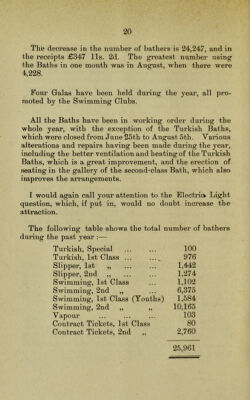 20
The decrease in the number of bathers is 24,247, and in
the receipts £347 11s. 2d. The greatest number using
the Baths in one month was in August, when there were
4,228.
Four Galas have been held during the year, all pro-
moted by the Swimming Clubs.
All the Baths have been in working order during the
whole year, with the exception of the Turkish Baths,
which were closed from June 25th to August 5th. Various
alterations and repairs having been made during the year,
including the better ventilation and heating of the Turkish
Baths, which is a great improvement, and the erection of
seating in the gallery of the second-class Bath, which also
improves the arrangements.
I would again call your attention to the Electric Light
question, which, if put in, would no doubt increase the
attraction.
The following table shows the total number of bathers
during the past year :—
Turkish, Special ... ... 100
Turkish, 1st Class ... ... 976
Slipper, 1st „ ... ... 1,442
Slipper, 2nd „ ... ... 1,274
Swimming, 1st Class ... 1,102
Swimming, 2nd „ ... 6,375
Swimming, 1st Class (Youths) 1,584
Swimming, 2nd „ „ 10,165
Vapour ... ... ... 103
Contract Tickets, 1st Class 80
Contract Tickets, 2nd „ 2,760
25,961